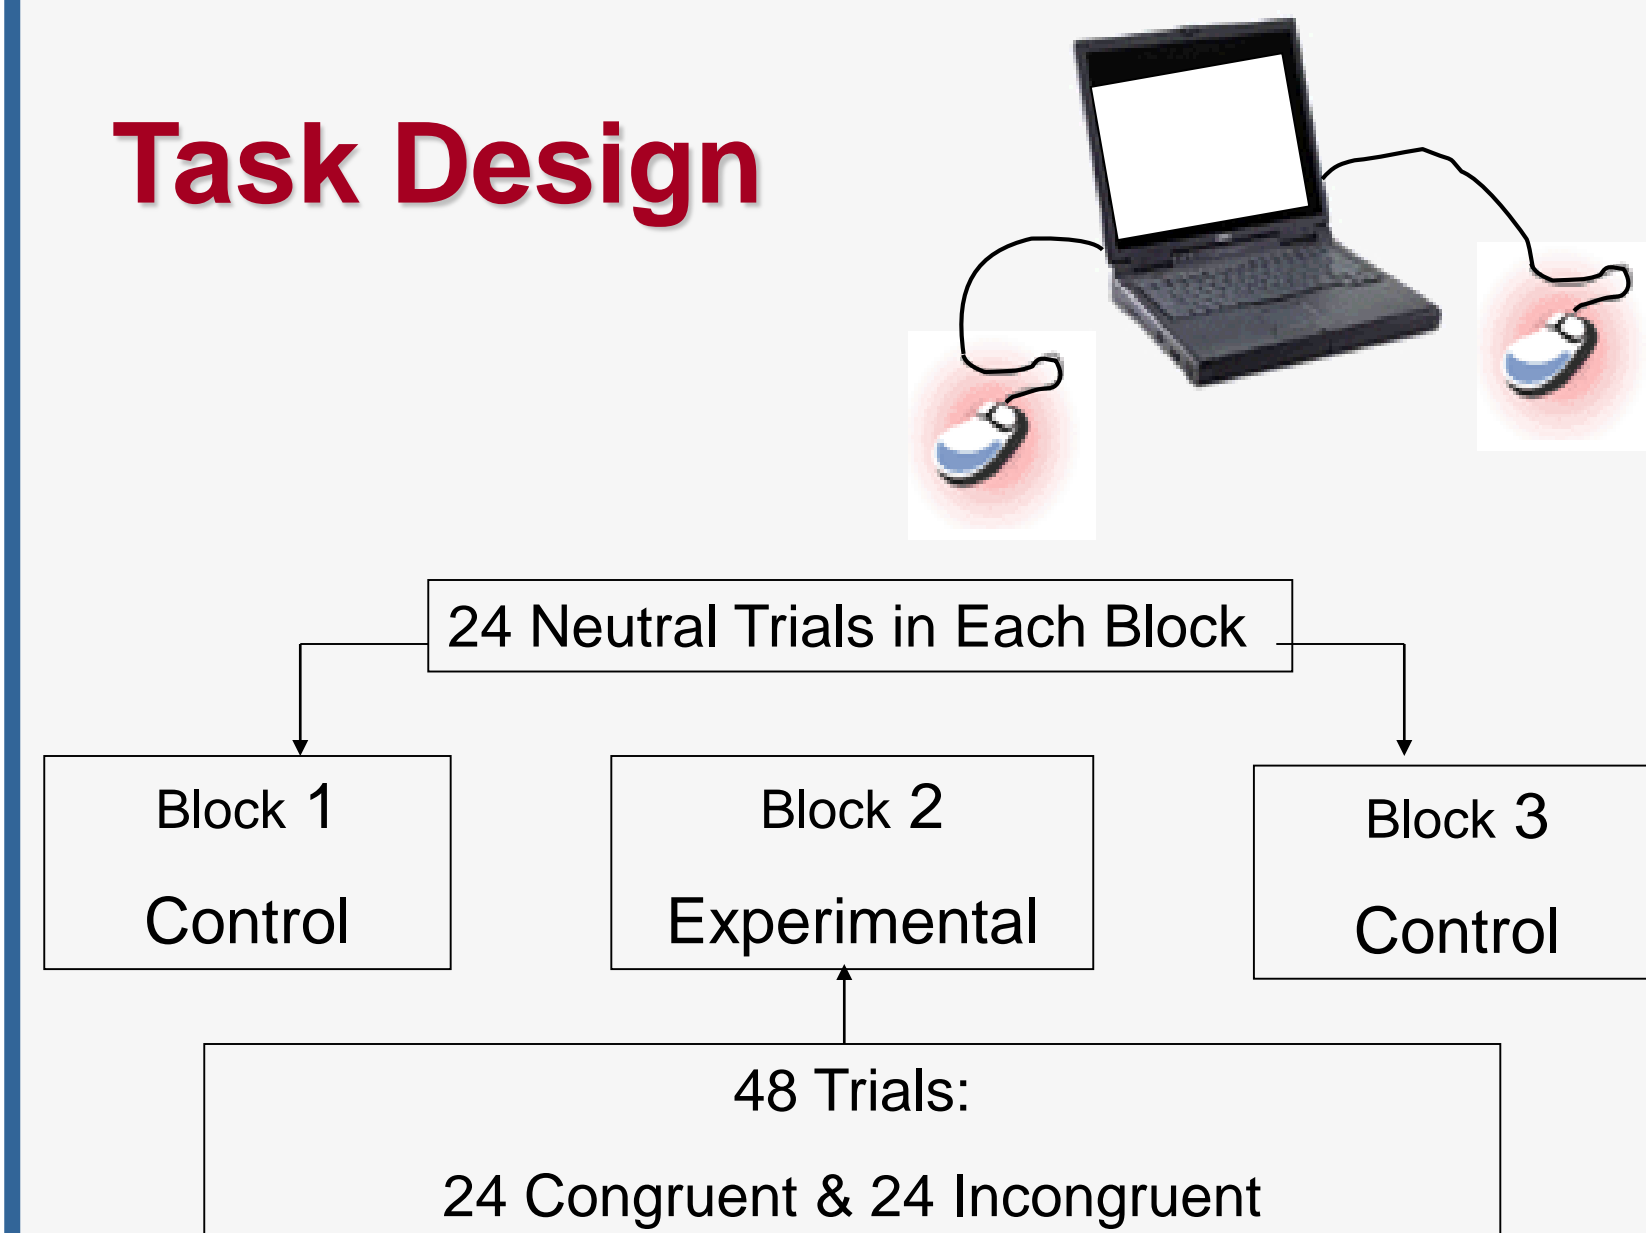 Task Design
24 Neutral Trials in Each Block
Block 1
Control
Block 2
Experimental
Block 3
Control
48 Trials:
24 Congruent & 24 Incongruent